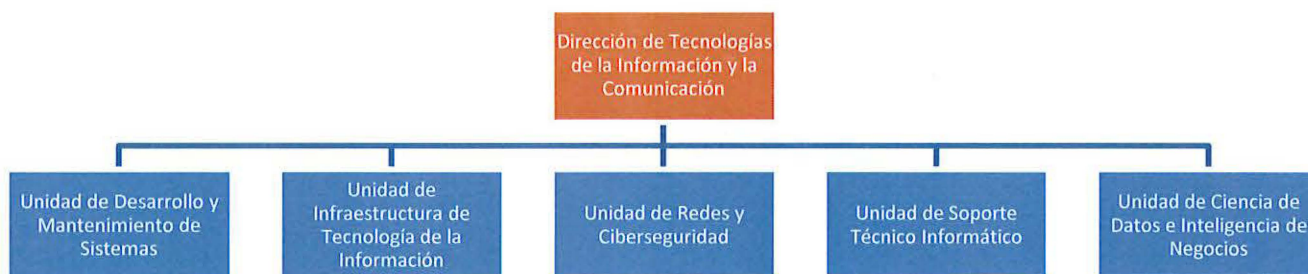 Dirección de Tecnologías
de la Información y la
Comunicación
Unidad de Desarrollo y
Mantenimiento de
Sistemas
Unidad de
Infraestructura de
Tecnología de la
Información
Unidad de Redes y
Ciberseguridad
Unidad de Soporte
Técnico Informático
Unidad de Ciencia de
Datos e Inteligencia de
Negocios